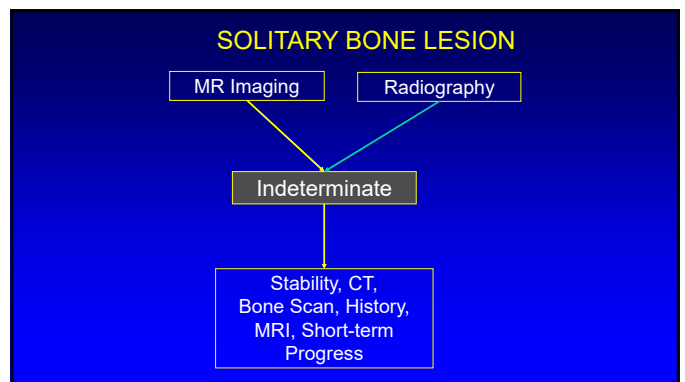 SOLITARY BONE LESION
MR Imaging
Radiography
Indeterminate
Stability, CT,
Bone Scan, History,
MRI, Short-term
Progress